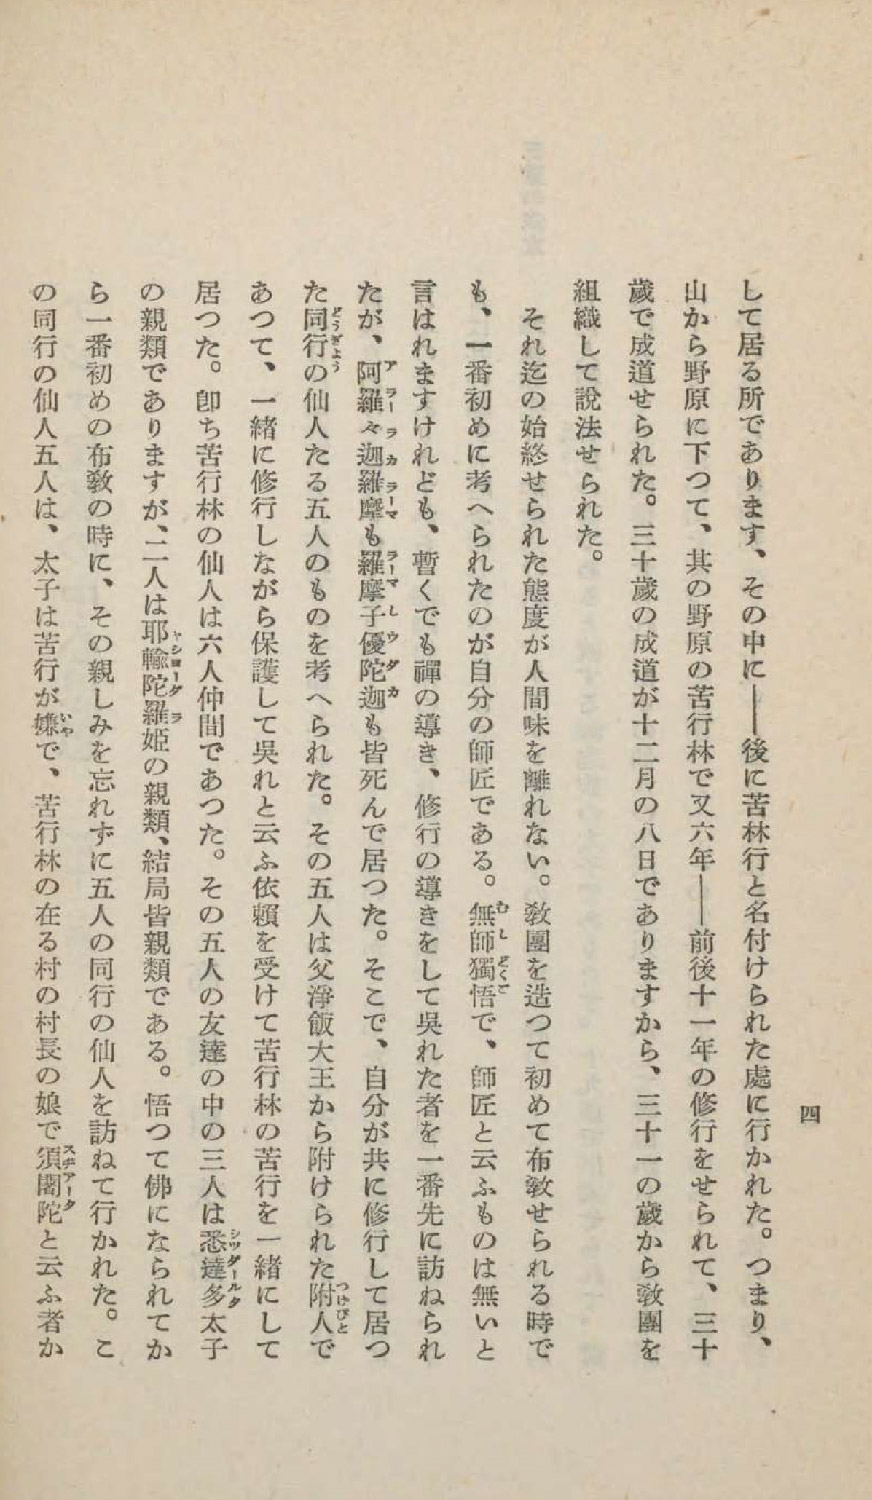 四
して居る所であります、その中に――後に苦林行と名付けられた處に行かれた。つまり、
山から野原に下つて、其の野原の苦行林で又六年――前後十一年の修行をせられて、三十
歲で成道せられた。三十歲の成道が十二月の八日でありますから、三十一の歲から敎團を
組織して說法せられた。
それ迄の始終せられた態度が人間味を離れない。敎團を造つて初めて布敎せられる時で
も、一番初めに考へられたのが自分の師匠である。無師獨悟で、師匠と云ふものは無いと
言はれますけれども、暫くでも禪の導き、修行の導きをして吳れた者を一番先に訪ねられ
たが、阿羅々迦羅摩も羅摩子優陀迦も皆死んで居つた。そこで、自分が共に修行して居つ
た同行の仙人たる五人のものを考へられた。その五人は父淨飯大王から附けられた附人で
あつて、一緖に修行しながら保護して吳れと云ふ依賴を受けて苦行林の苦行を一緖にして
居つた。卽ち苦行林の仙人は六人仲間であつた。その五人の友達の中の三人は悉達多太子
の親類でありますが、二人は耶輸陀羅姬の親類、結局皆親類である。悟つて佛になられてか
ら一番初めの布敎の時に、その親しみを忘れずに五人の同行の仙人を訪ねて行かれた。こ
の同行の仙人五人は、太子は苦行が嫌で、苦行林の在る村の村長の娘で須闍陀と云ふ者か